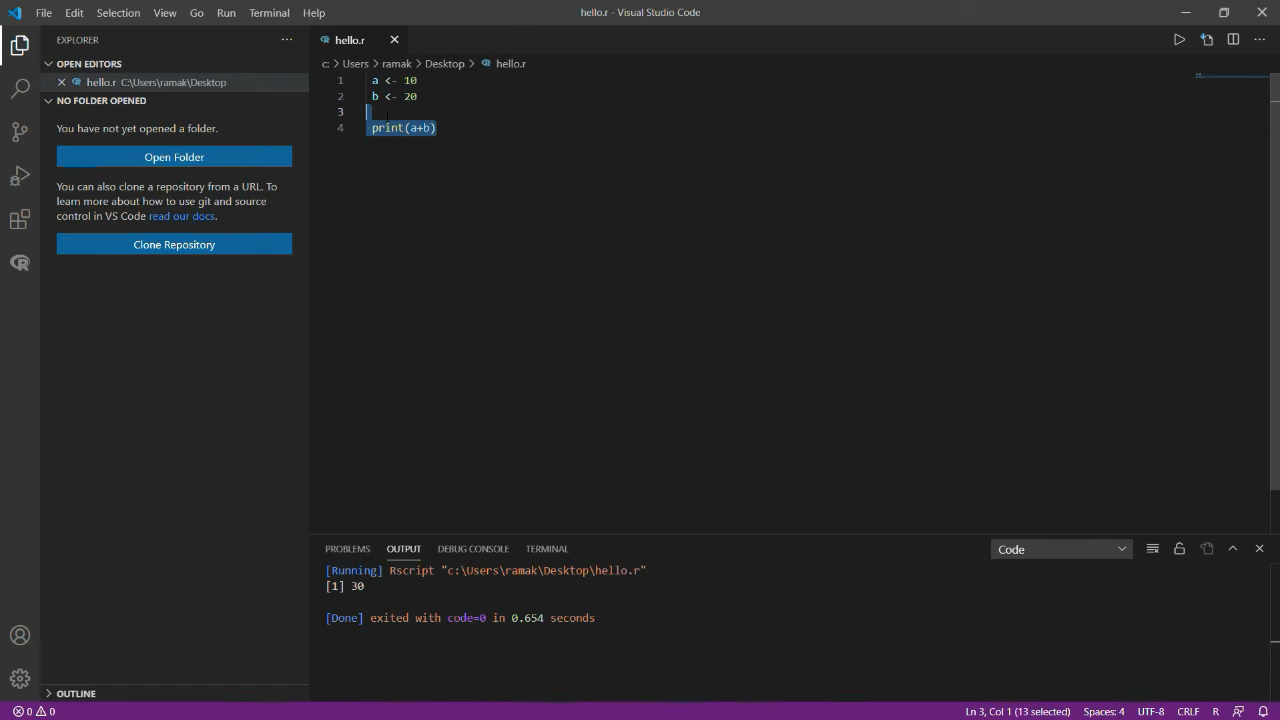 File Edit Selection View Go Run Terminal Help hello.r - Visual Studio Code
EXPLORER
OPEN EDITORS
hello.r C:\Users\ramak\Desktop
NO FOLDER OPENED
You have not yet opened a folder.
Open Folder
You can also clone a repository from a URL. To
learn more about how to use git and source
control in VS Code read our docs.
Clone Repository
OUTLINE
hello.r
c: > Users > ramak > Desktop > hello.r
1 a <- 10
2 b <- 20
3
4 print(a+b)
PROBLEMS OUTPUT DEBUG CONSOLE TERMINAL Code
[Running] Rscript "c:\Users\ramak\Desktop\hello.r"
[1] 30
[Done] exited with code=0 in 0.654 seconds
0 0 Ln 3, Col 1 (13 selected) Spaces: 4 UTF-8 CRLF R